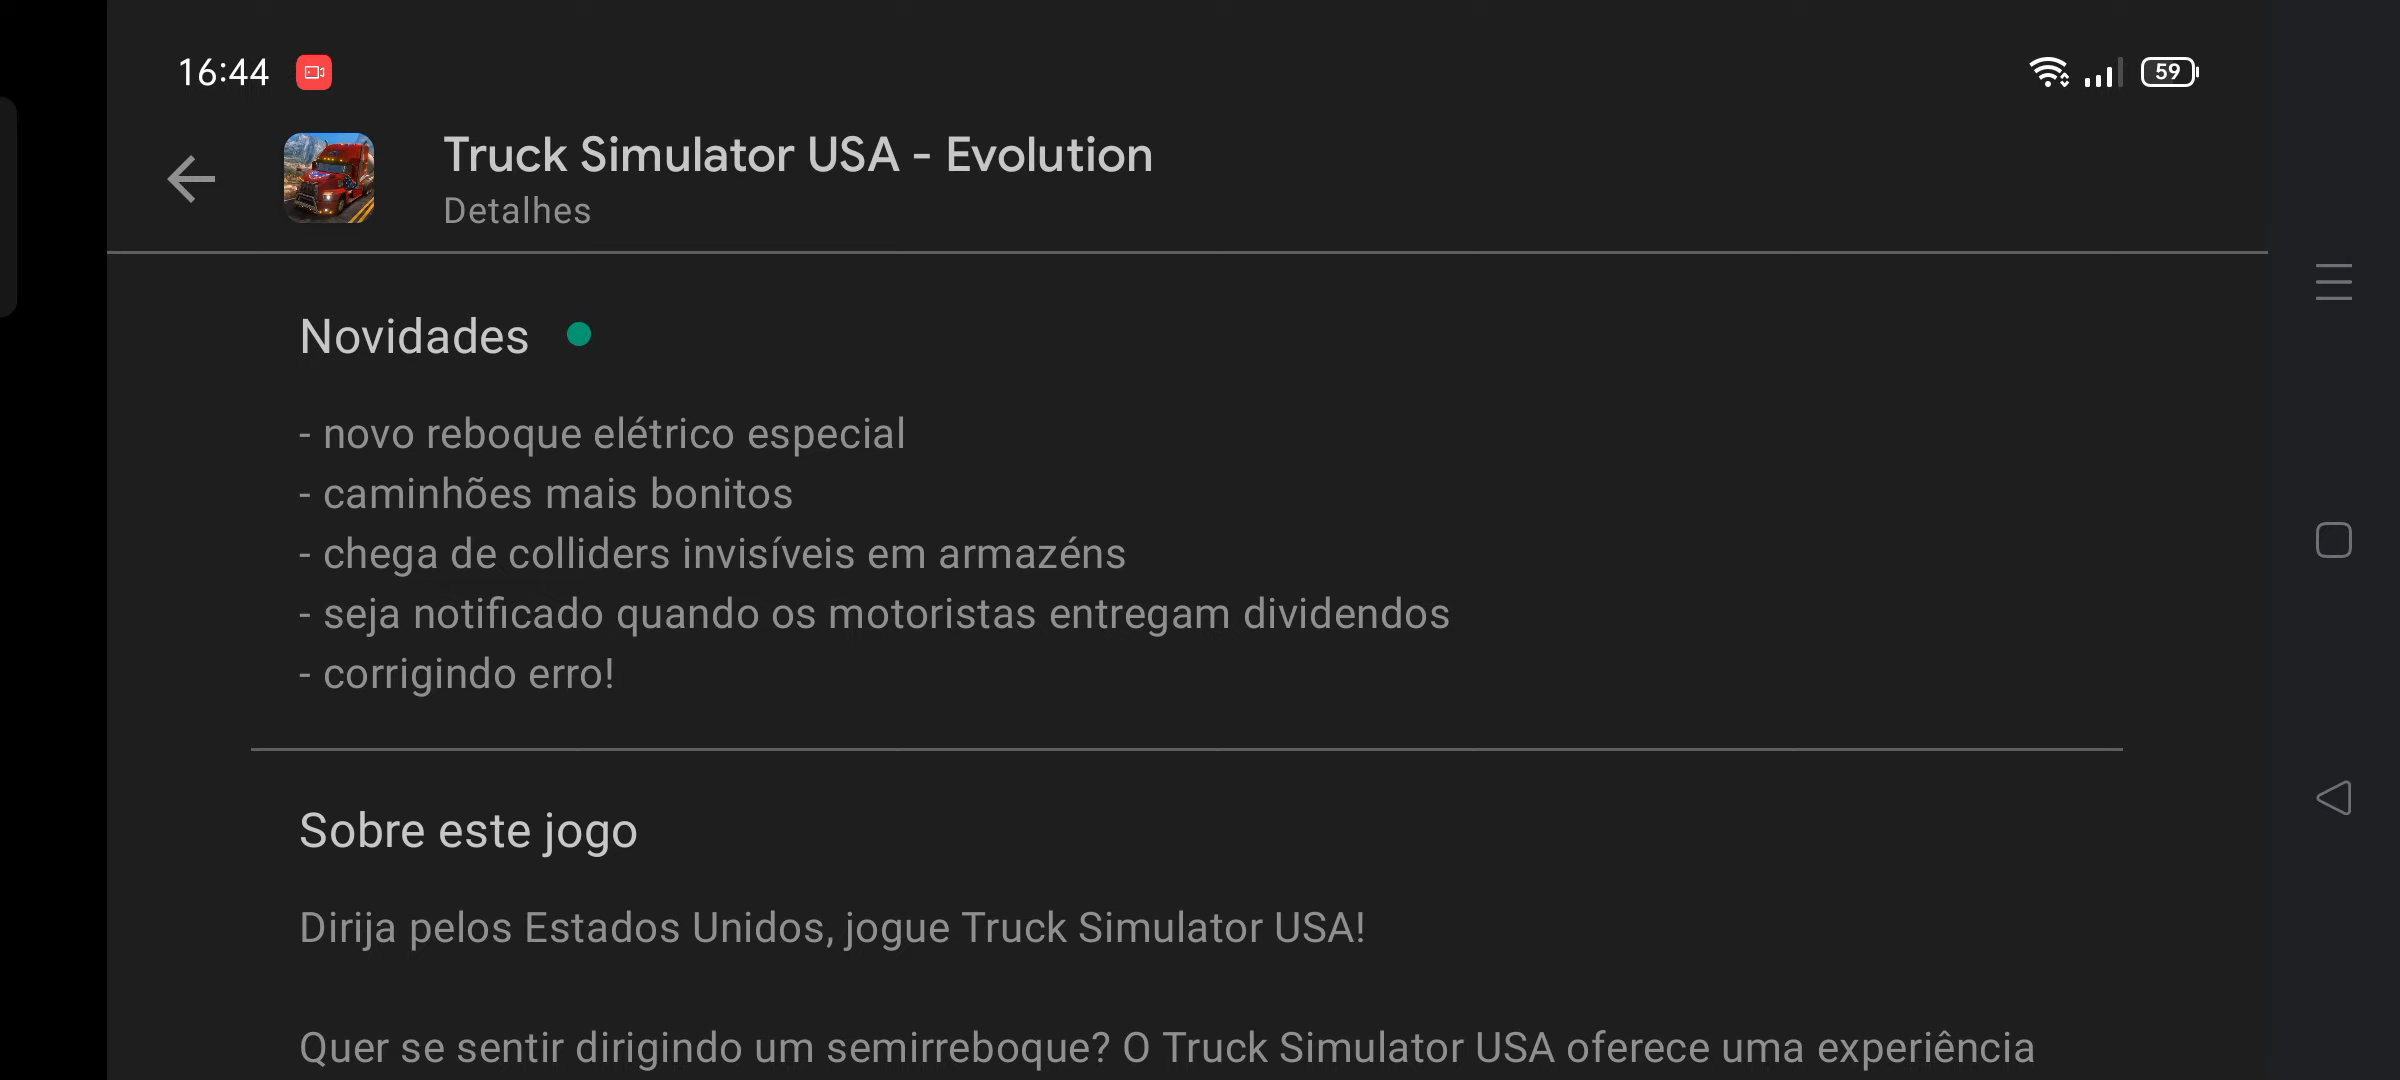 16:44
59
Truck Simulator USA - Evolution
Detalhes
Novidades
- novo reboque elétrico especial
- caminhões mais bonitos
- chega de colliders invisíveis em armazéns
- seja notificado quando os motoristas entregam dividendos
- corrigindo erro!
Sobre este jogo
Dirija pelos Estados Unidos, jogue Truck Simulator USA!
Quer se sentir dirigindo um semirreboque? O Truck Simulator USA oferece uma experiência